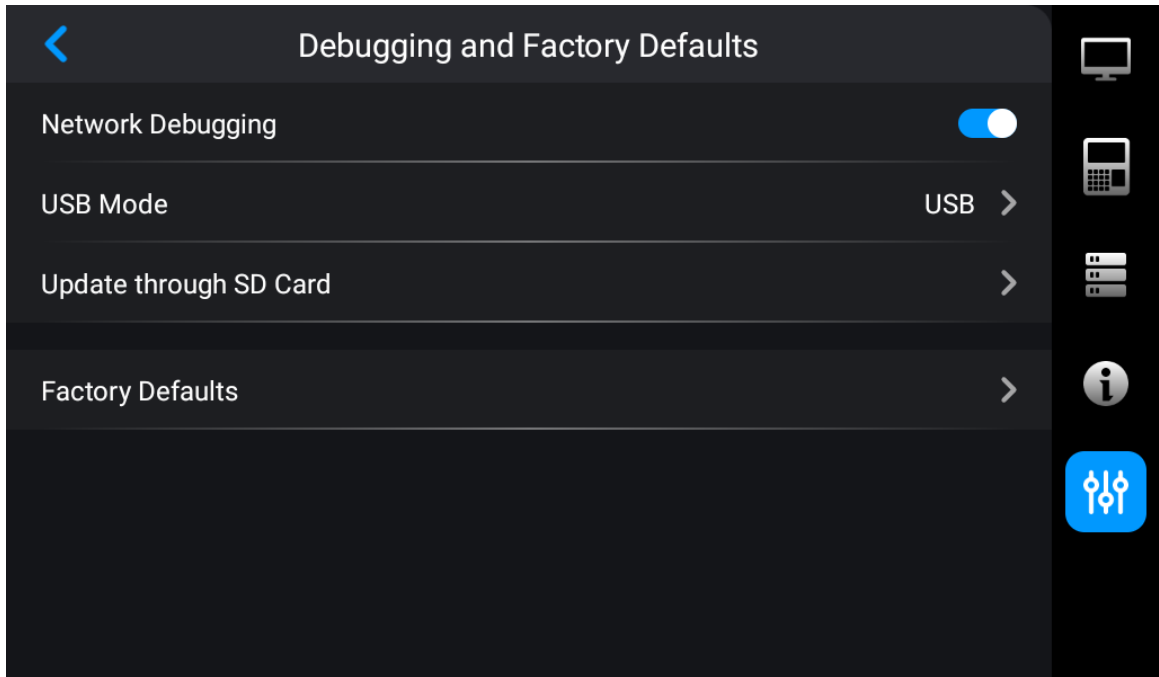 Debugging and Factory Defaults
Network Debugging
USB Mode USB
Update through SD Card
Factory Defaults